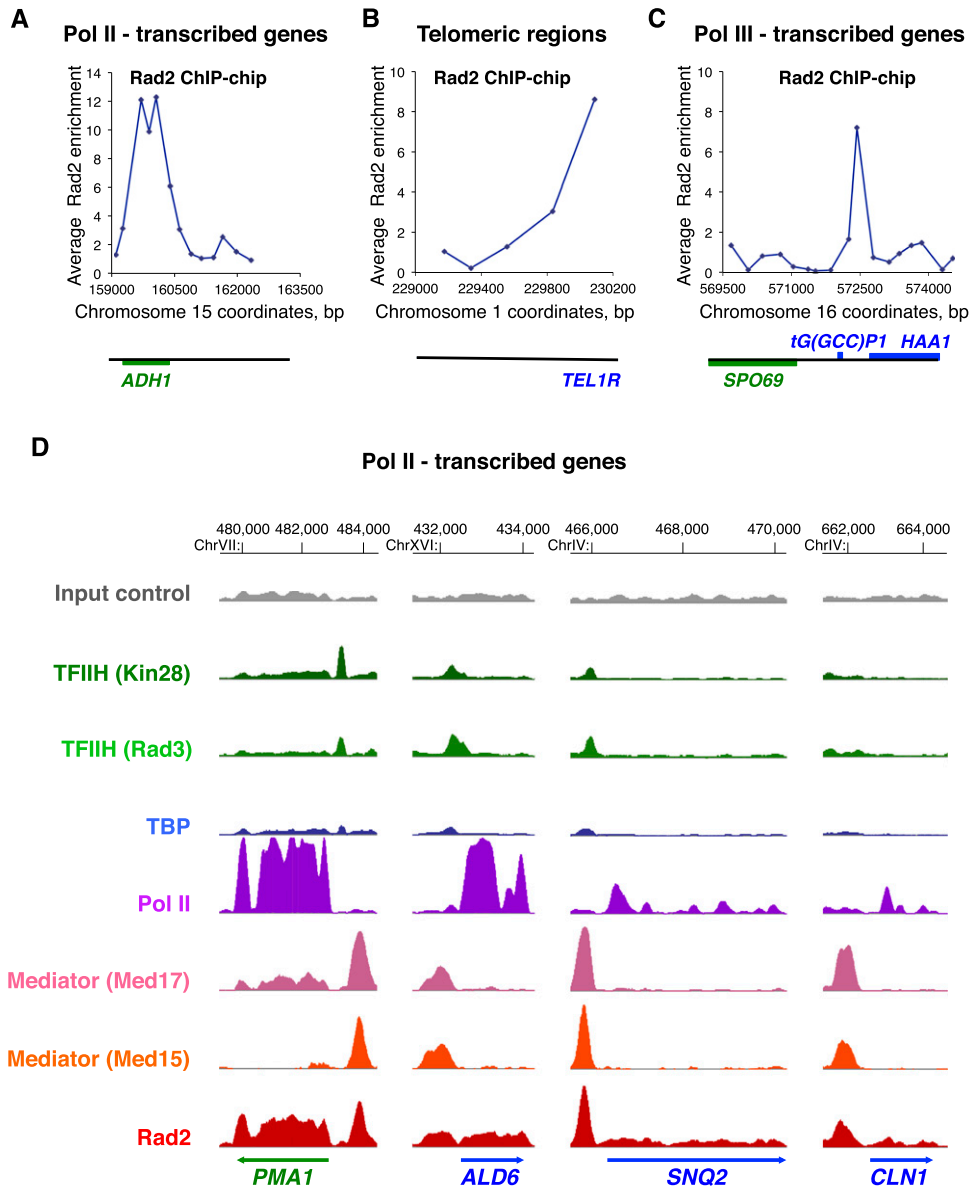 A
Pol II - transcribed genes
Rad2 ChIP-chip
Average Rad2 enrichment
14
12
10
8
6
4
2
0
159000 160500 162000 163500
Chromosome 15 coordinates, bp
ADH1
B
Telomeric regions
Rad2 ChIP-chip
Average Rad2 enrichment
10
8
6
4
2
0
229000 229400 229800 230200
Chromosome 1 coordinates, bp
TEL1R
C
Pol III - transcribed genes
Rad2 ChIP-chip
Average Rad2 enrichment
10
8
6
4
2
0
569500 571000 572500 574000
Chromosome 16 coordinates, bp
tG(GCC)P1 HAA1
SPO69
D
Pol II - transcribed genes
480,000 482,000 484,000 432,000 434,000 466,000 468,000 470,000 662,000 664,000
ChrVII: ChrXVI: ChrIV: ChrIV:
Input control
TFIIH (Kin28)
TFIIH (Rad3)
TBP
Pol II
Mediator (Med17)
Mediator (Med15)
Rad2
PMA1 ALD6 SNQ2 CLN1